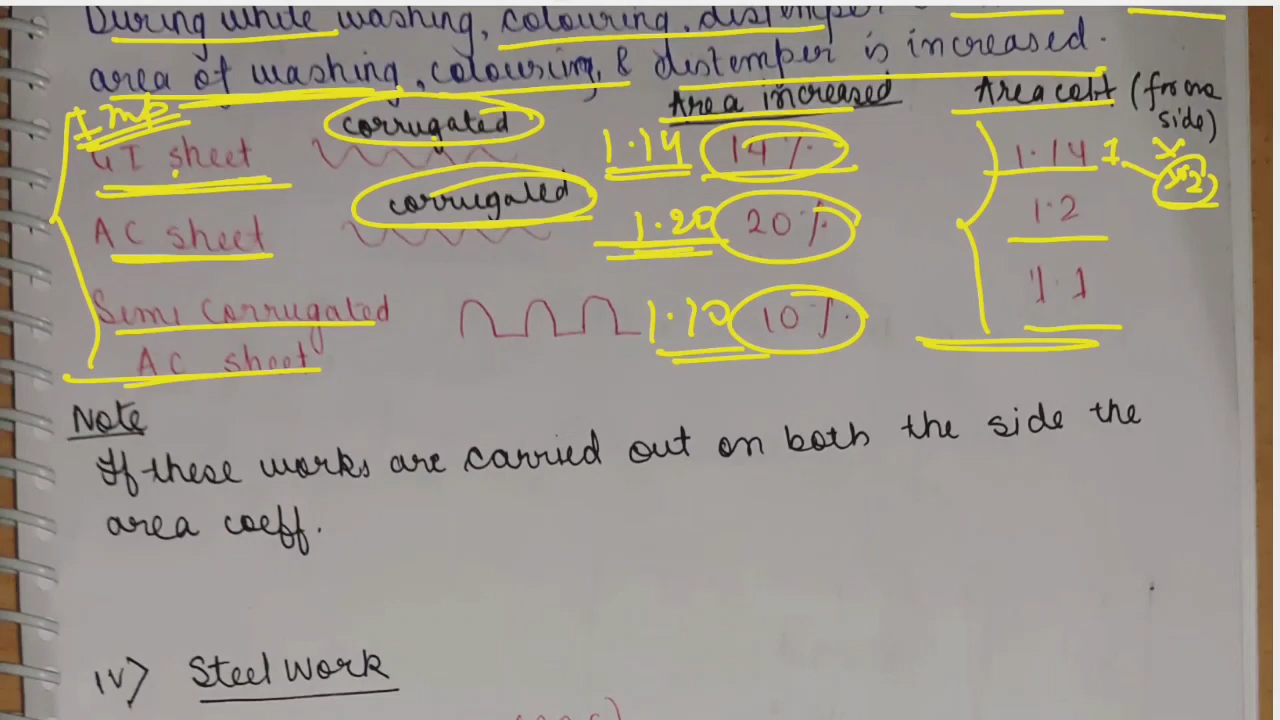 During white washing, colouring, distemper
area of washing, colouring, & distemper is increased.
Imp Area increased Area coeff (from one side)
GI sheet corrugated 1.14 14% 1.14 1 x
AC sheet corrugated 1.20 20% 1.2
Semi corrugated 1.10 10% 1.1
AC sheet
Note
If these works are carried out on both the side the
area coeff.
iv) Steel Work